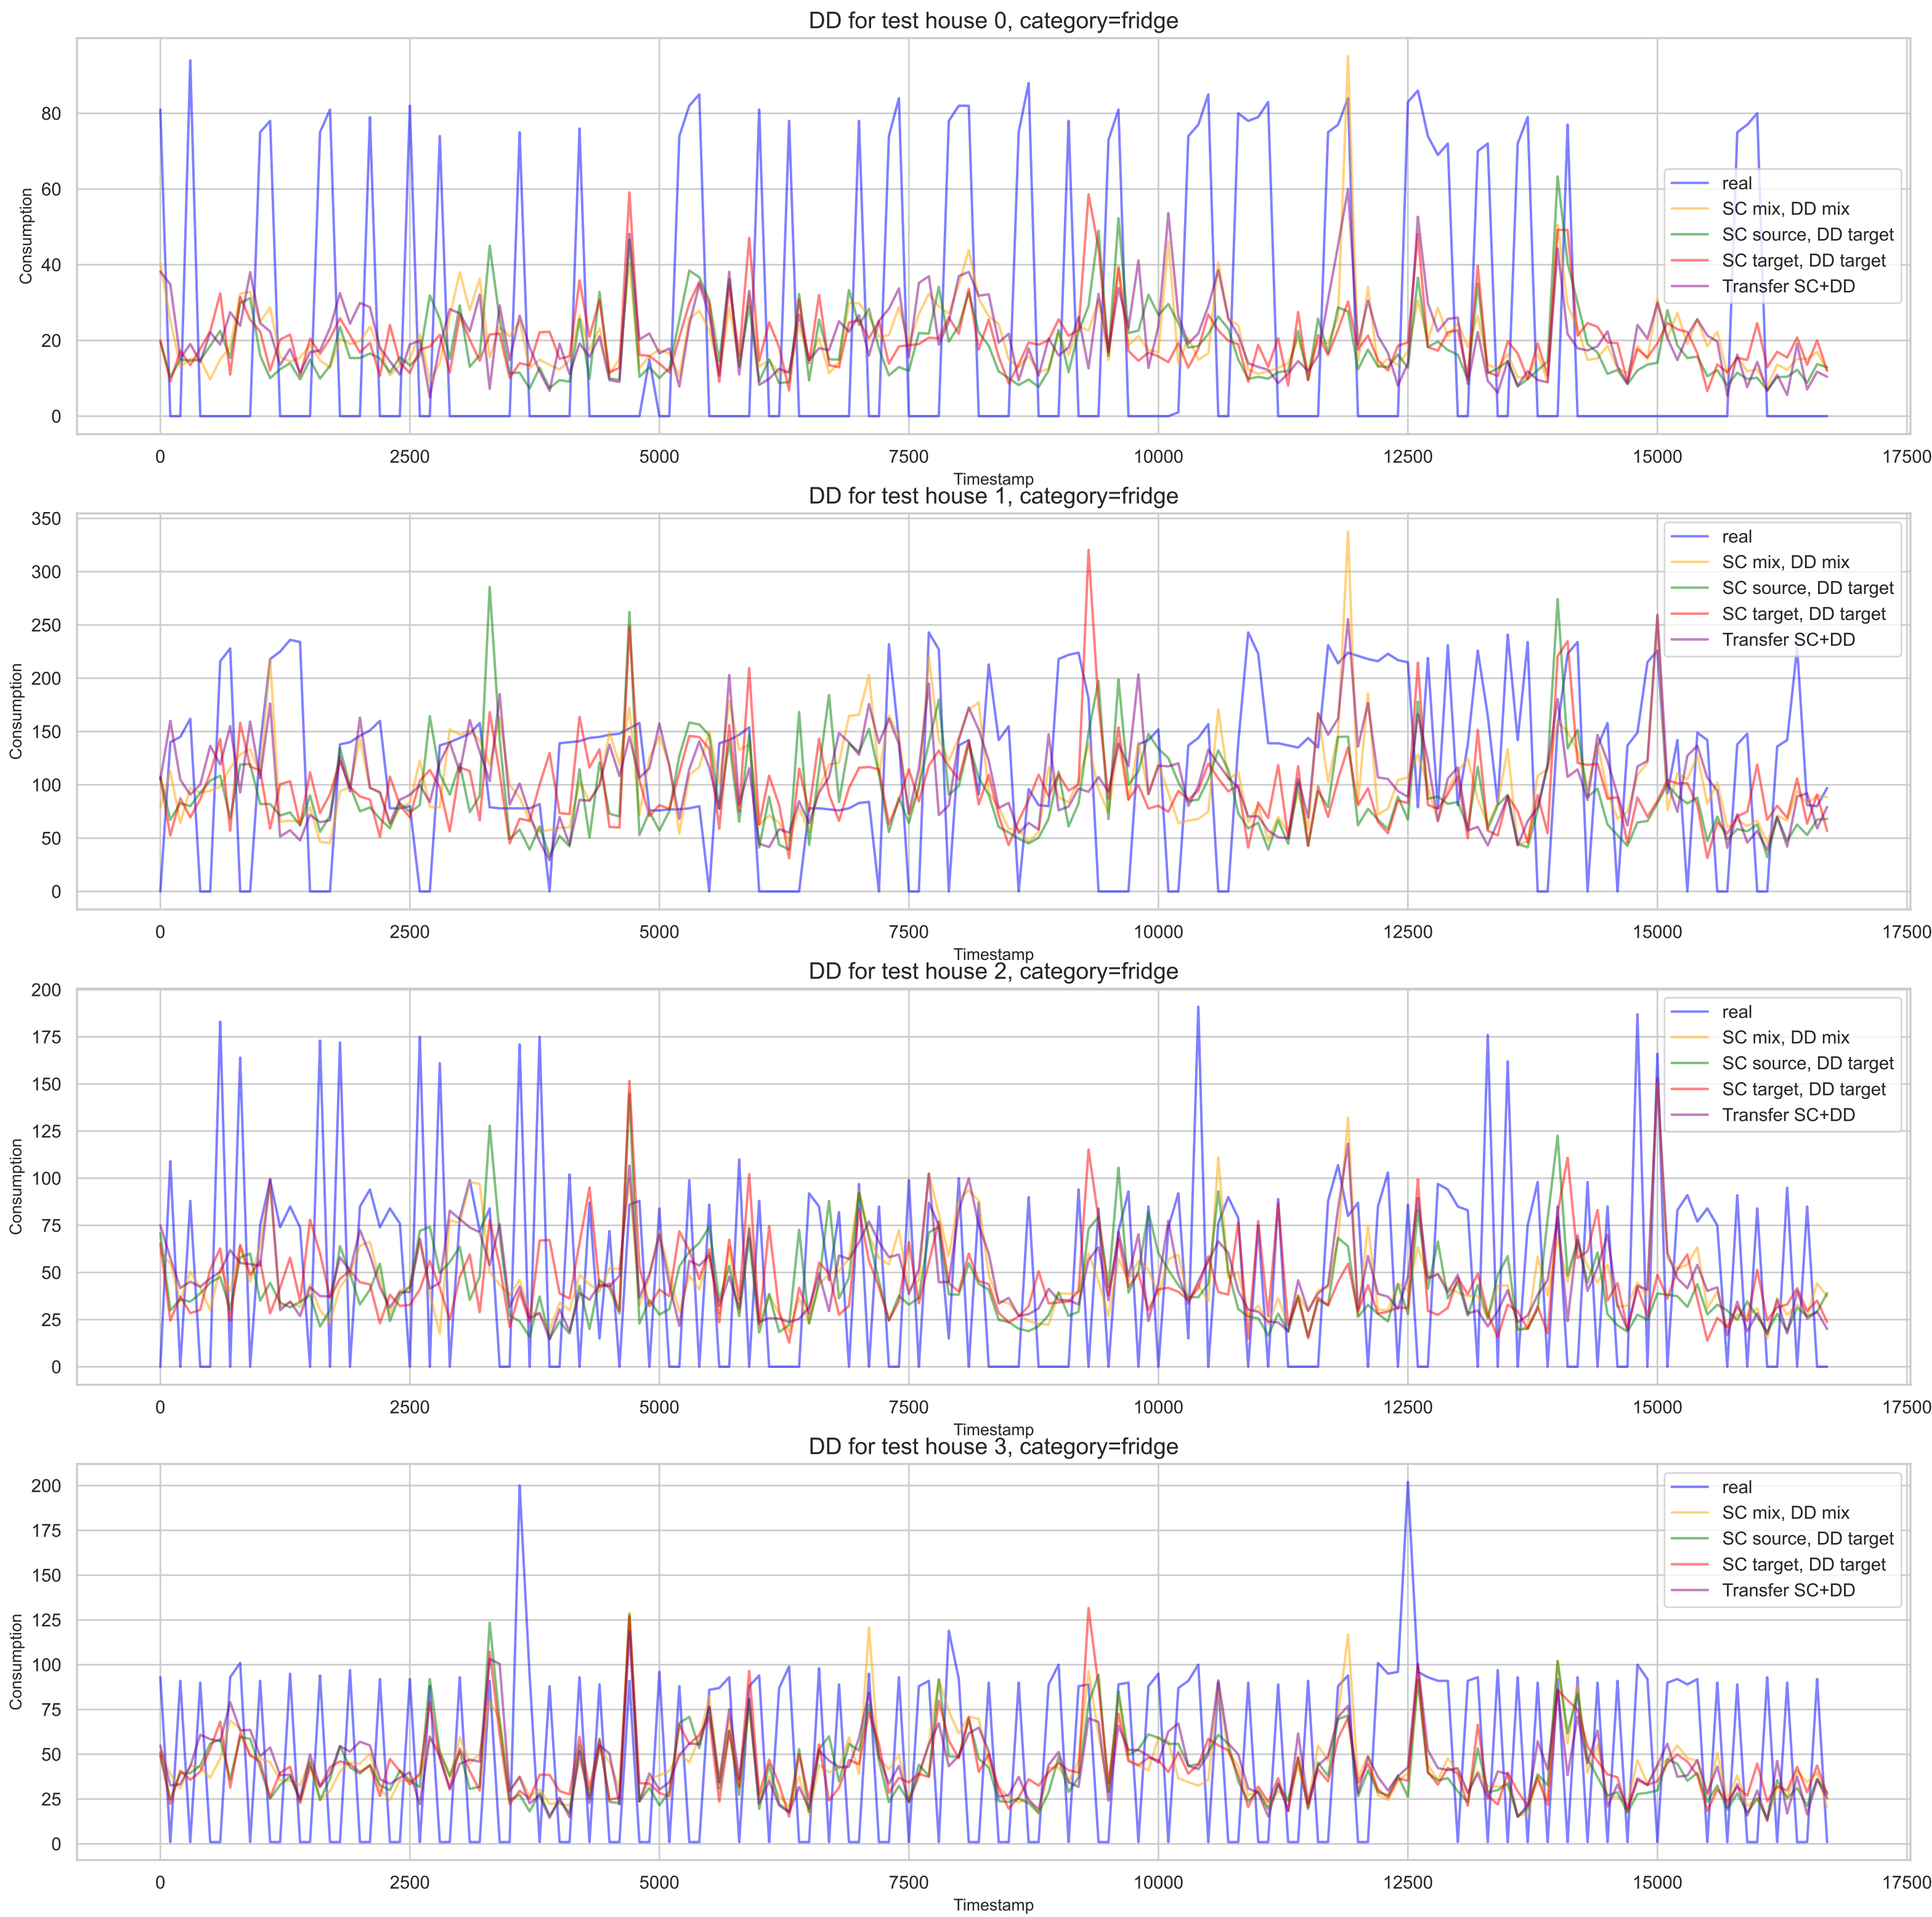 DD for test house 0, category=fridge
Consumption
80
60
40
20
0
real
SC mix, DD mix
SC source, DD target
SC target, DD target
Transfer SC+DD
0 2500 5000 7500 10000 12500 15000 17500
Timestamp
DD for test house 1, category=fridge
Consumption
350
300
250
200
150
100
50
0
real
SC mix, DD mix
SC source, DD target
SC target, DD target
Transfer SC+DD
0 2500 5000 7500 10000 12500 15000 17500
Timestamp
DD for test house 2, category=fridge
Consumption
200
175
150
125
100
75
50
25
0
real
SC mix, DD mix
SC source, DD target
SC target, DD target
Transfer SC+DD
0 2500 5000 7500 10000 12500 15000 17500
Timestamp
DD for test house 3, category=fridge
Consumption
200
175
150
125
100
75
50
25
0
real
SC mix, DD mix
SC source, DD target
SC target, DD target
Transfer SC+DD
0 2500 5000 7500 10000 12500 15000 17500
Timestamp